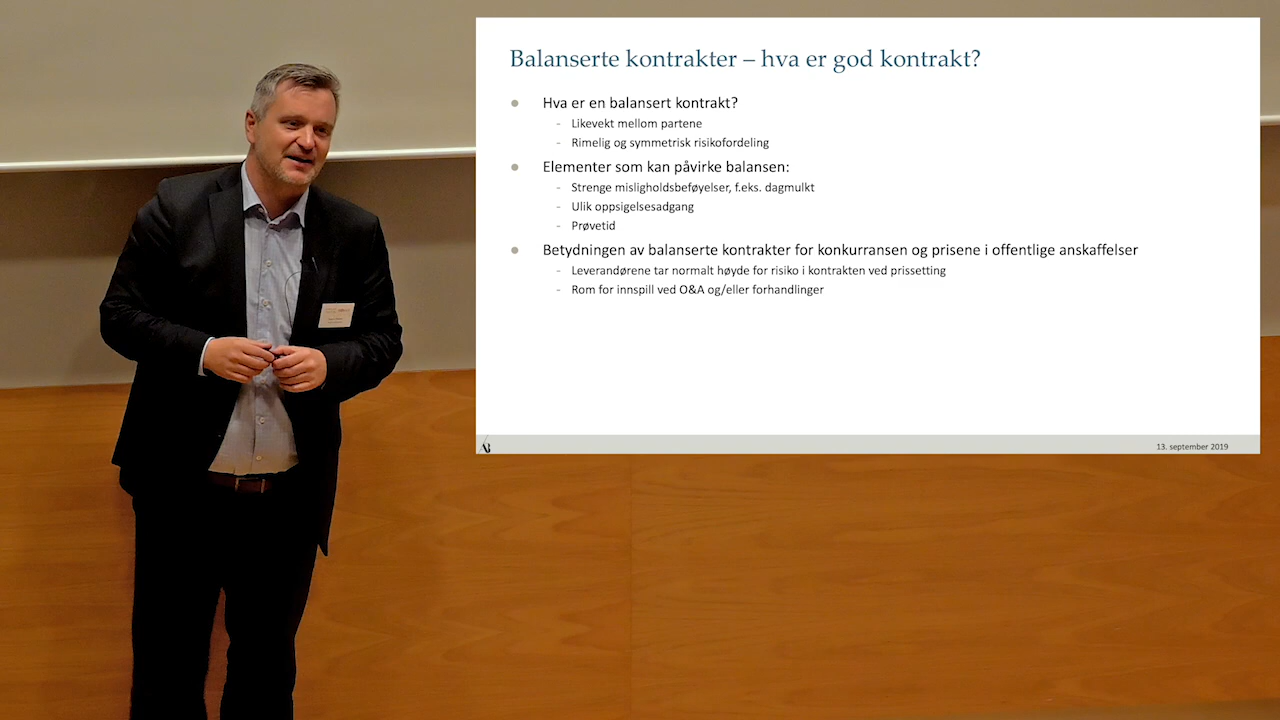 Balanserte kontrakter – hva er god kontrakt?
● Hva er en balansert kontrakt?
- Likevekt mellom partene
- Rimelig og symmetrisk risikofordeling
● Elementer som kan påvirke balansen:
- Strenge misligholdsbeføyelser, f.eks. dagmulkt
- Ulik oppsigelsesadgang
- Prøvetid
● Betydningen av balanserte kontrakter for konkurransen og prisene i offentlige anskaffelser
- Leverandørene tar normalt høyde for risiko i kontrakten ved prissetting
- Rom for innspill ved O&A og/eller forhandlinger
13. september 2019